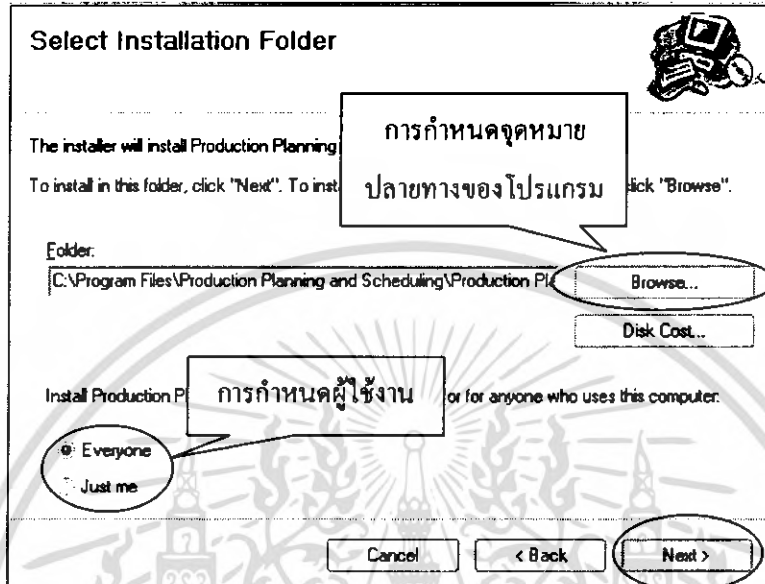 Select Installation Folder
The installer will install Production Planning
การกำหนดจุดหมาย
ปลายทางของโปรแกรม
To install in this folder, click "Next". To inst
click "Browse".
Folder:
C:\Program Files\Production Planning and Scheduling\Production Pla
Browse...
Disk Cost...
Install Production P
การกำหนดผู้ใช้งาน
or for anyone who uses this computer:
Everyone
Just me
Cancel
< Back
Next >